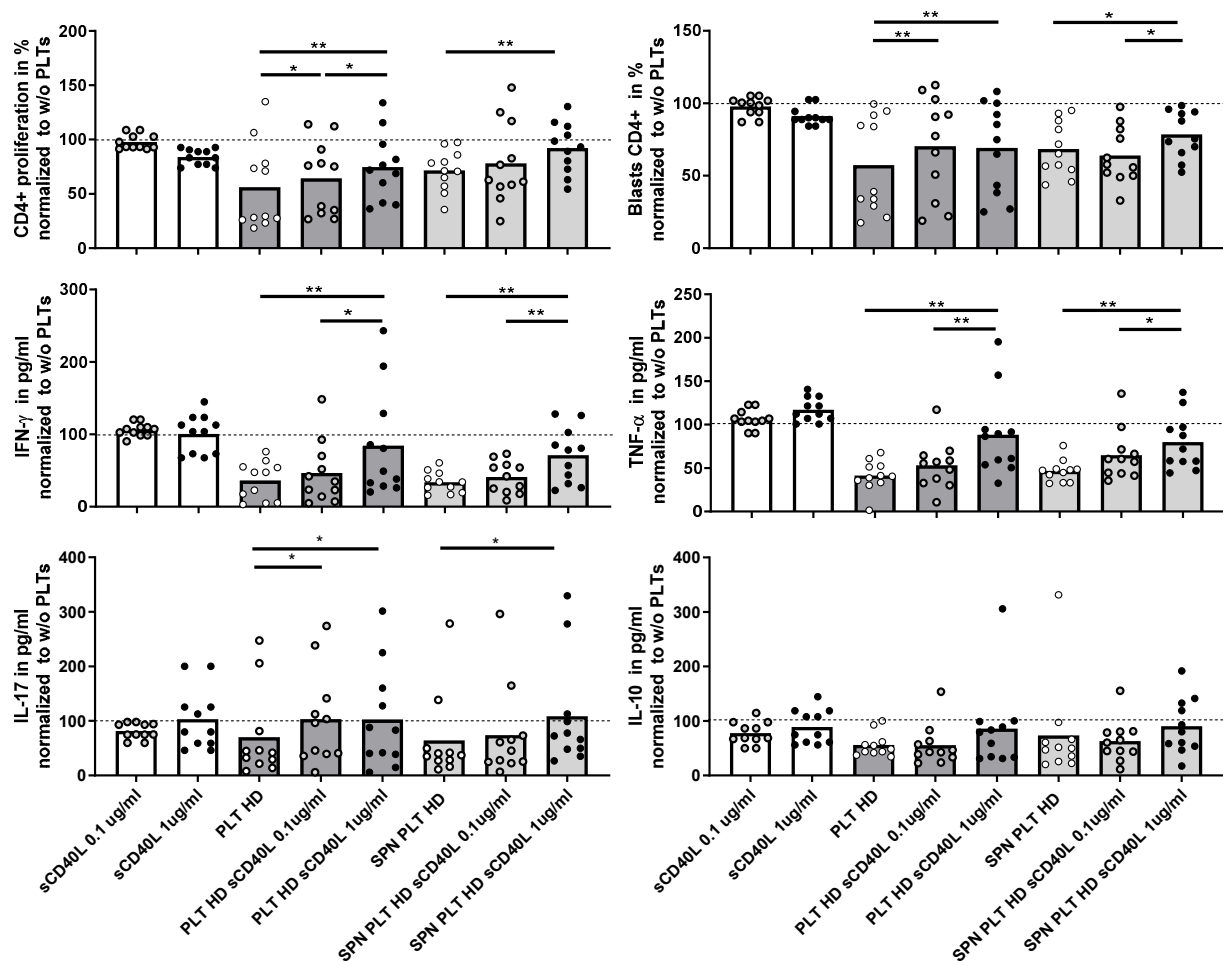 CD4+ proliferation in %
normalized to w/o PLTs
200
150
100
50
0
**
*
*
**
Blasts CD4+ in %
normalized to w/o PLTs
150
100
50
0
**
**
*
*
IFN-γ in pg/ml
normalized to w/o PLTs
300
200
100
0
**
*
**
**
TNF-α in pg/ml
normalized to w/o PLTs
250
200
150
100
50
0
**
**
**
*
IL-17 in pg/ml
normalized to w/o PLTs
400
300
200
100
0
*
*
*
IL-10 in pg/ml
normalized to w/o PLTs
400
300
200
100
0
sCD40L 0.1 ug/ml
sCD40L 1ug/ml
PLT HD
PLT HD sCD40L 0.1ug/ml
PLT HD sCD40L 1ug/ml
SPN PLT HD
SPN PLT HD sCD40L 0.1ug/ml
SPN PLT HD sCD40L 1ug/ml
sCD40L 0.1 ug/ml
sCD40L 1ug/ml
PLT HD
PLT HD sCD40L 0.1ug/ml
PLT HD sCD40L 1ug/ml
SPN PLT HD
SPN PLT HD sCD40L 0.1ug/ml
SPN PLT HD sCD40L 1ug/ml